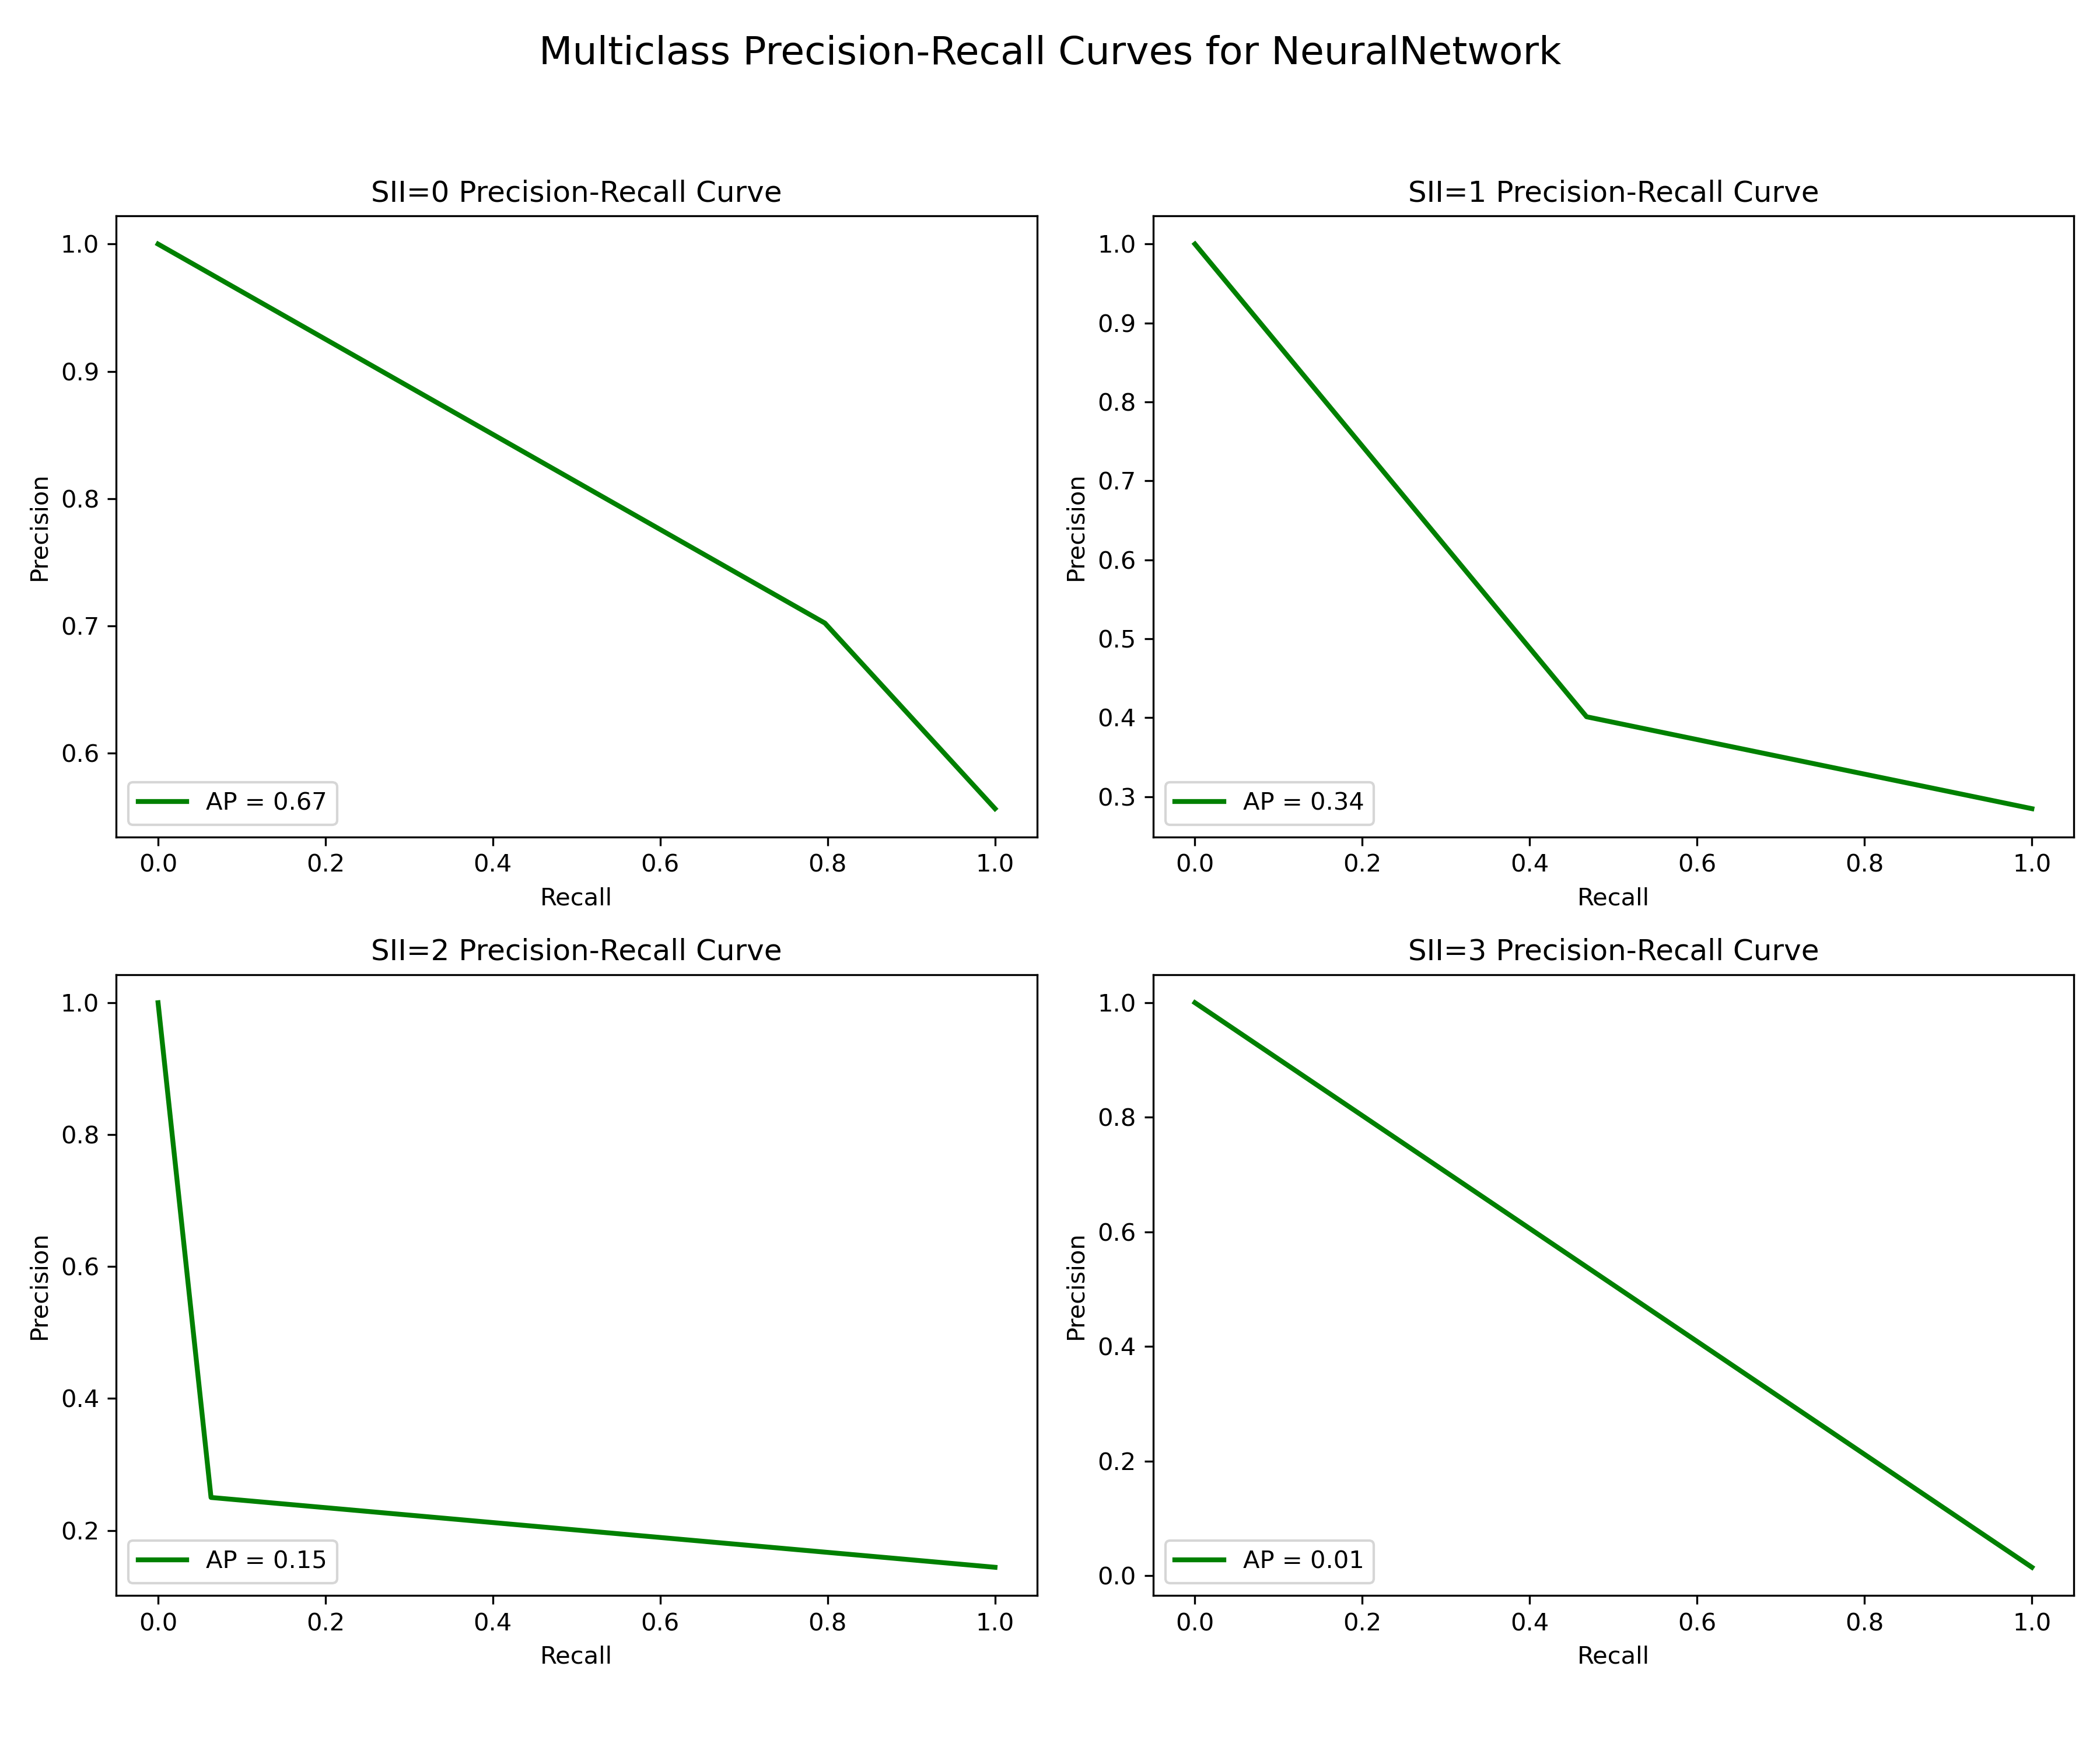 Multiclass Precision-Recall Curves for NeuralNetwork
SII=0 Precision-Recall Curve
1.0
0.9
0.8
0.7
0.6
Precision
AP = 0.67
0.0 0.2 0.4 0.6 0.8 1.0
Recall
SII=1 Precision-Recall Curve
1.0
0.9
0.8
0.7
0.6
0.5
0.4
0.3
Precision
AP = 0.34
0.0 0.2 0.4 0.6 0.8 1.0
Recall
SII=2 Precision-Recall Curve
1.0
0.8
0.6
0.4
0.2
Precision
AP = 0.15
0.0 0.2 0.4 0.6 0.8 1.0
Recall
SII=3 Precision-Recall Curve
1.0
0.8
0.6
0.4
0.2
0.0
Precision
AP = 0.01
0.0 0.2 0.4 0.6 0.8 1.0
Recall